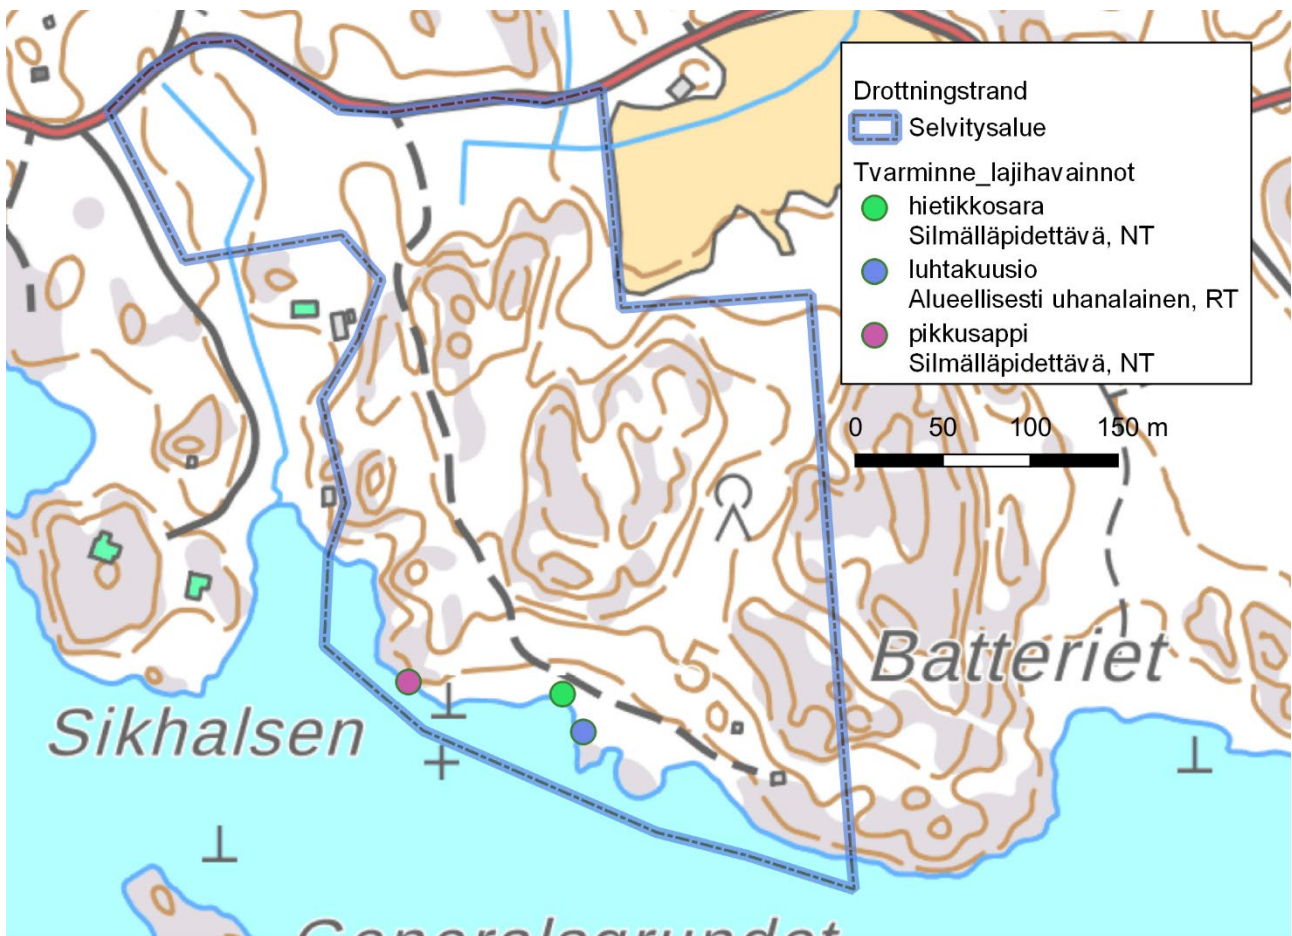 Drottningstrand
Selvitysalue
Tvarminne_lajihavainnot
hietikkosara
Silmälläpidettävä, NT
luhtakuusio
Alueellisesti uhanalainen, RT
pikkusappi
Silmälläpidettävä, NT
0 50 100 150 m
5
Batteriet
Sikhalsen
Generalsgrundet